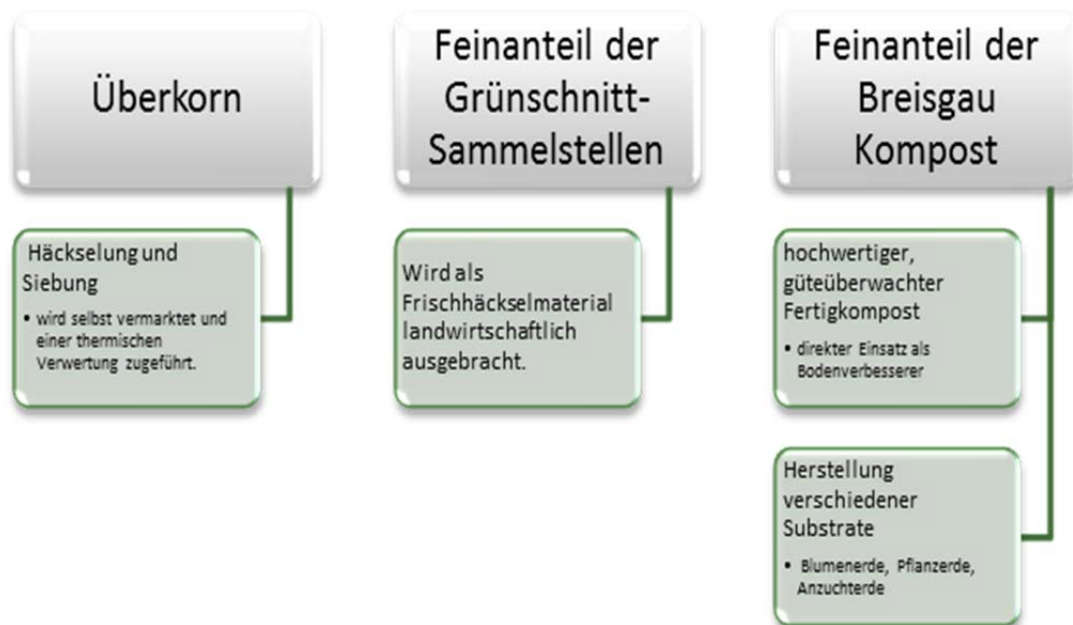 Überkorn
Häckselung und
Siebung
• wird selbst vermarktet und
einer thermischen
Verwertung zugeführt.
Feinanteil der
Grünschnitt-
Sammelstellen
Wird als
Frischhäckselmaterial
landwirtschaftlich
ausgebracht.
Feinanteil der
Breisgau
Kompost
hochwertiger,
güteüberwachter
Fertigkompost
• direkter Einsatz als
Bodenverbesserer
Herstellung
verschiedener
Substrate
• Blumenerde, Pflanzerde,
Anzuchterde